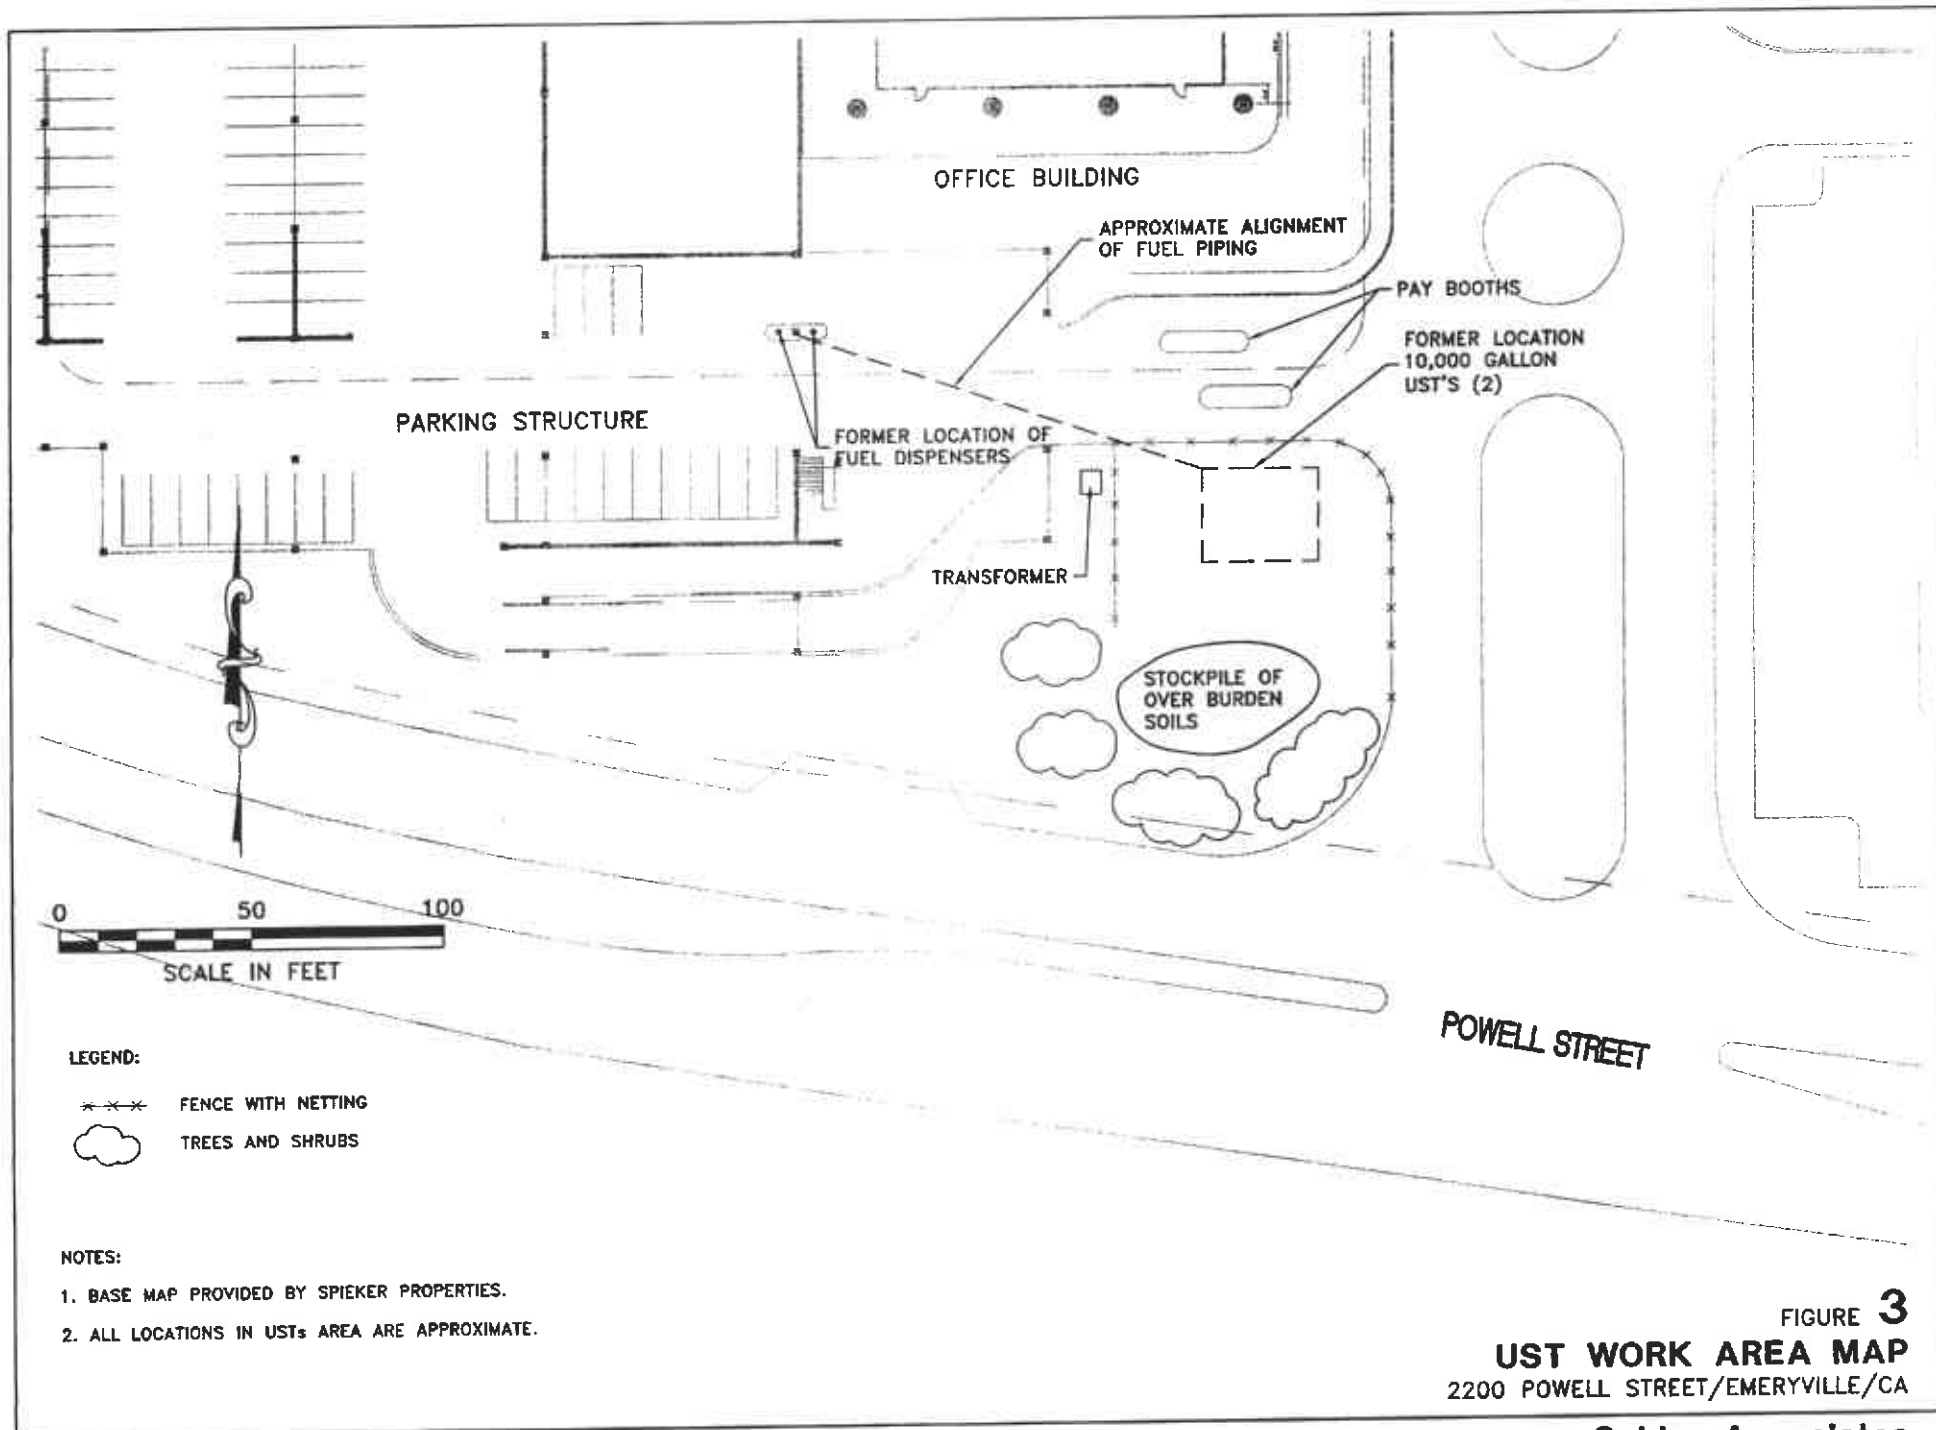 OFFICE BUILDING
APPROXIMATE ALIGNMENT
OF FUEL PIPING
PAY BOOTHS
FORMER LOCATION
10,000 GALLON
UST'S (2)
PARKING STRUCTURE
FORMER LOCATION OF
FUEL DISPENSERS
TRANSFORMER
STOCKPILE OF
OVER BURDEN
SOILS
0 50 100
SCALE IN FEET
POWELL STREET
LEGEND:
FENCE WITH NETTING
TREES AND SHRUBS
NOTES:
1. BASE MAP PROVIDED BY SPIEKER PROPERTIES.
2. ALL LOCATIONS IN USTs AREA ARE APPROXIMATE.
FIGURE 3
UST WORK AREA MAP
2200 POWELL STREET/EMERYVILLE/CA